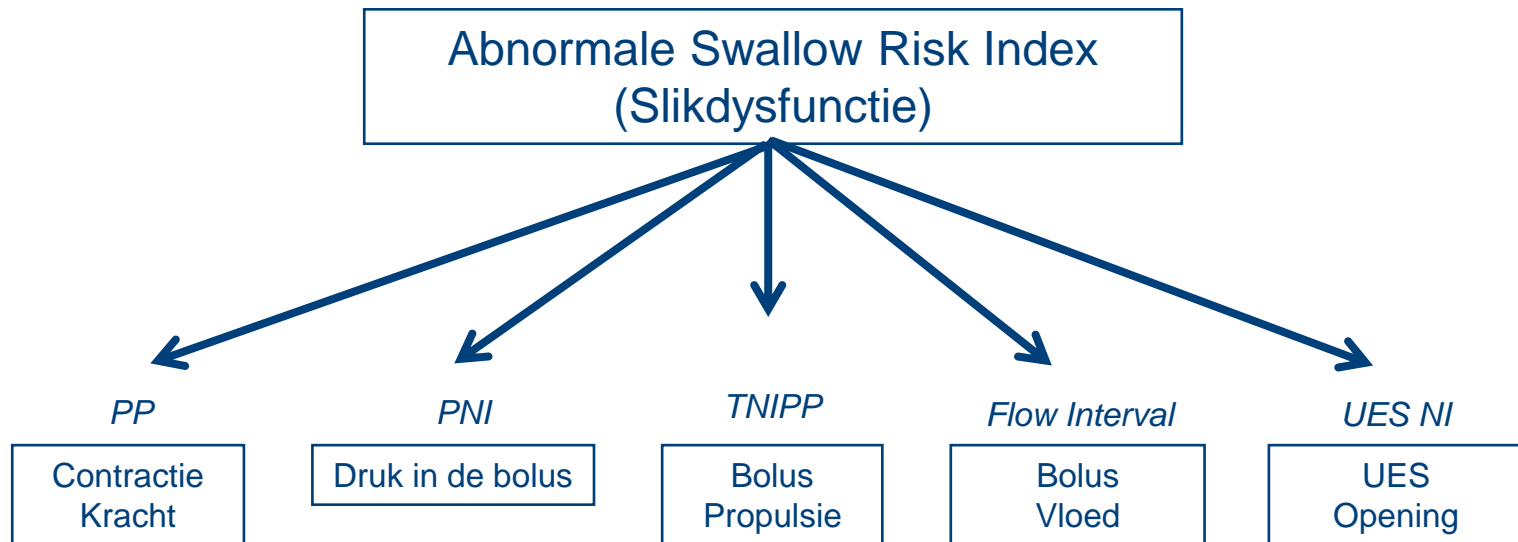 Abnormale Swallow Risk Index
(Slikdysfunctie)
PP
PNI
TNIPP
Flow Interval
UES NI
Contractie
Kracht
Druk in de bolus
Bolus
Propulsie
Bolus
Vloed
UES
Opening